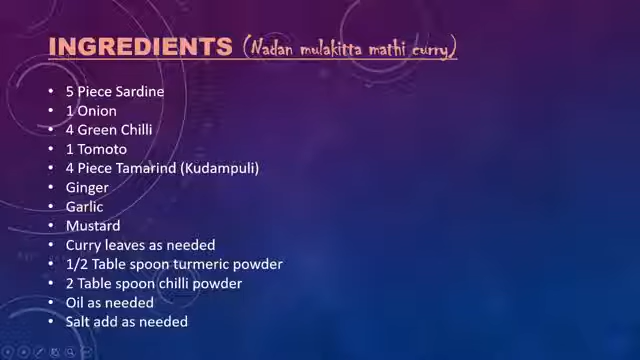 INGREDIENTS (Nadan mulakitta mathi curry)
• 5 Piece Sardine
• 1 Onion
• 4 Green Chilli
• 1 Tomoto
• 4 Piece Tamarind (Kudampuli)
• Ginger
• Garlic
• Mustard
• Curry leaves as needed
• 1/2 Table spoon turmeric powder
• 2 Table spoon chilli powder
• Oil as needed
• Salt add as needed